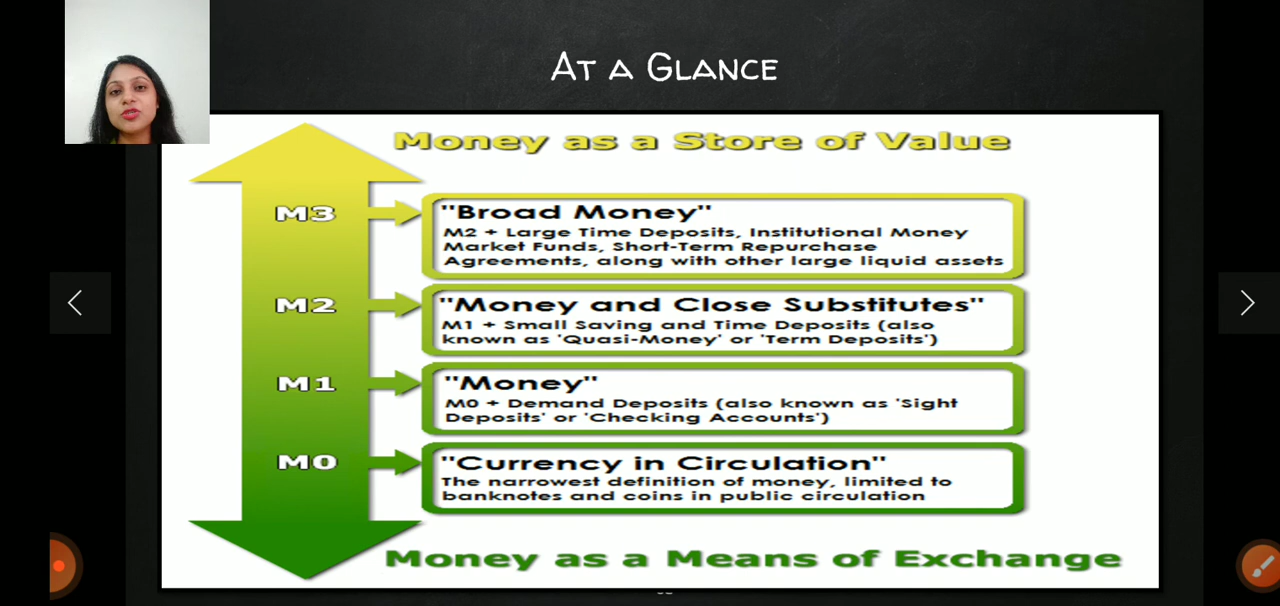 At a Glance
Money as a Store of Value
M3
"Broad Money"
M2 + Large Time Deposits, Institutional Money
Market Funds, Short-Term Repurchase
Agreements, along with other large liquid assets
M2
"Money and Close Substitutes"
M1 + Small Saving and Time Deposits (also
known as 'Quasi-Money' or 'Term Deposits')
M1
"Money"
M0 + Demand Deposits (also known as 'Sight
Deposits' or 'Checking Accounts')
M0
"Currency in Circulation"
The narrowest definition of money, limited to
banknotes and coins in public circulation
Money as a Means of Exchange